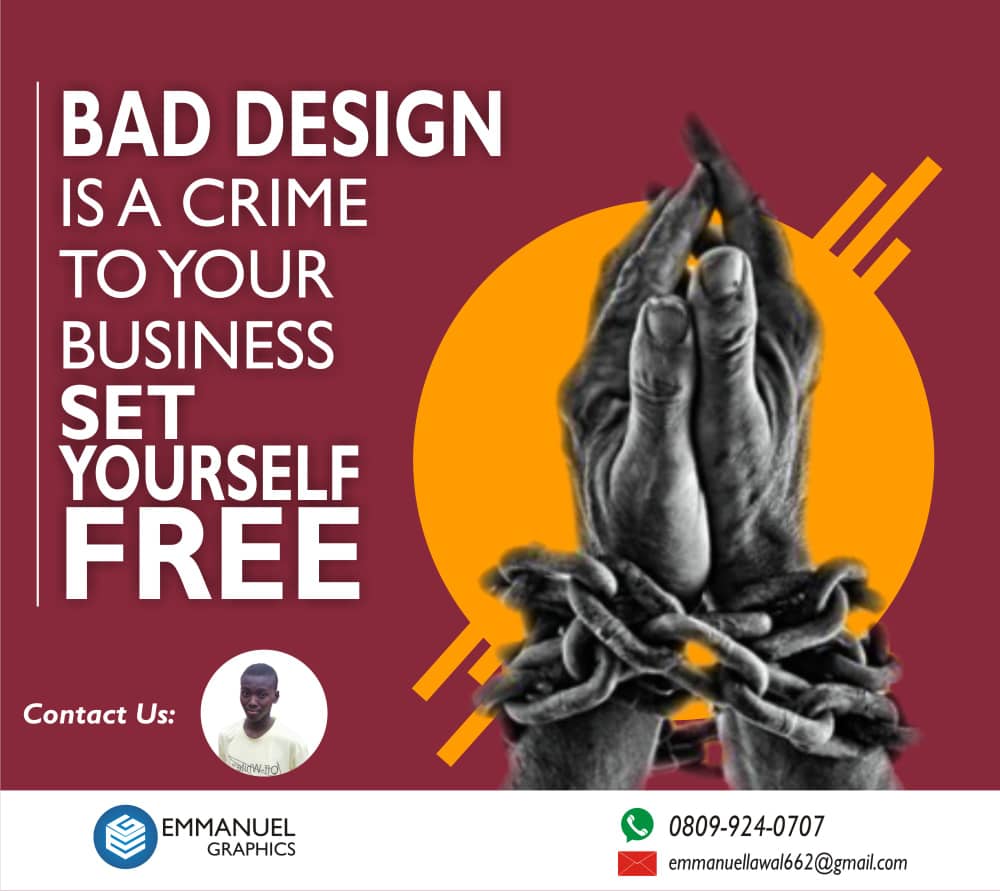 BAD DESIGN
IS A CRIME
TO YOUR
BUSINESS
SET
YOURSELF
FREE
Contact Us:
EMMANUEL
GRAPHICS
0809-924-0707
emmanuellawal662@gmail.com